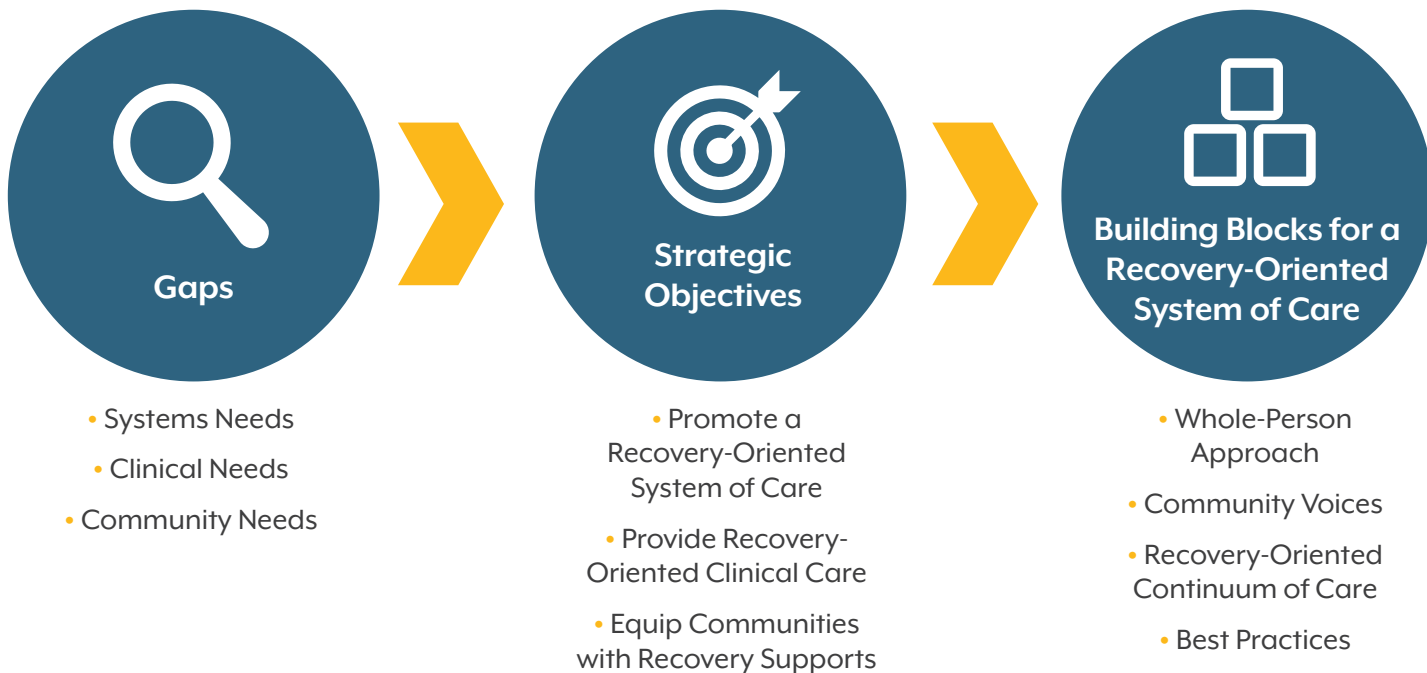 Gaps
• Systems Needs
• Clinical Needs
• Community Needs
Strategic
Objectives
• Promote a
Recovery-Oriented
System of Care
• Provide Recovery-
Oriented Clinical Care
• Equip Communities
with Recovery Supports
Building Blocks for a
Recovery-Oriented
System of Care
• Whole-Person
Approach
• Community Voices
• Recovery-Oriented
Continuum of Care
• Best Practices